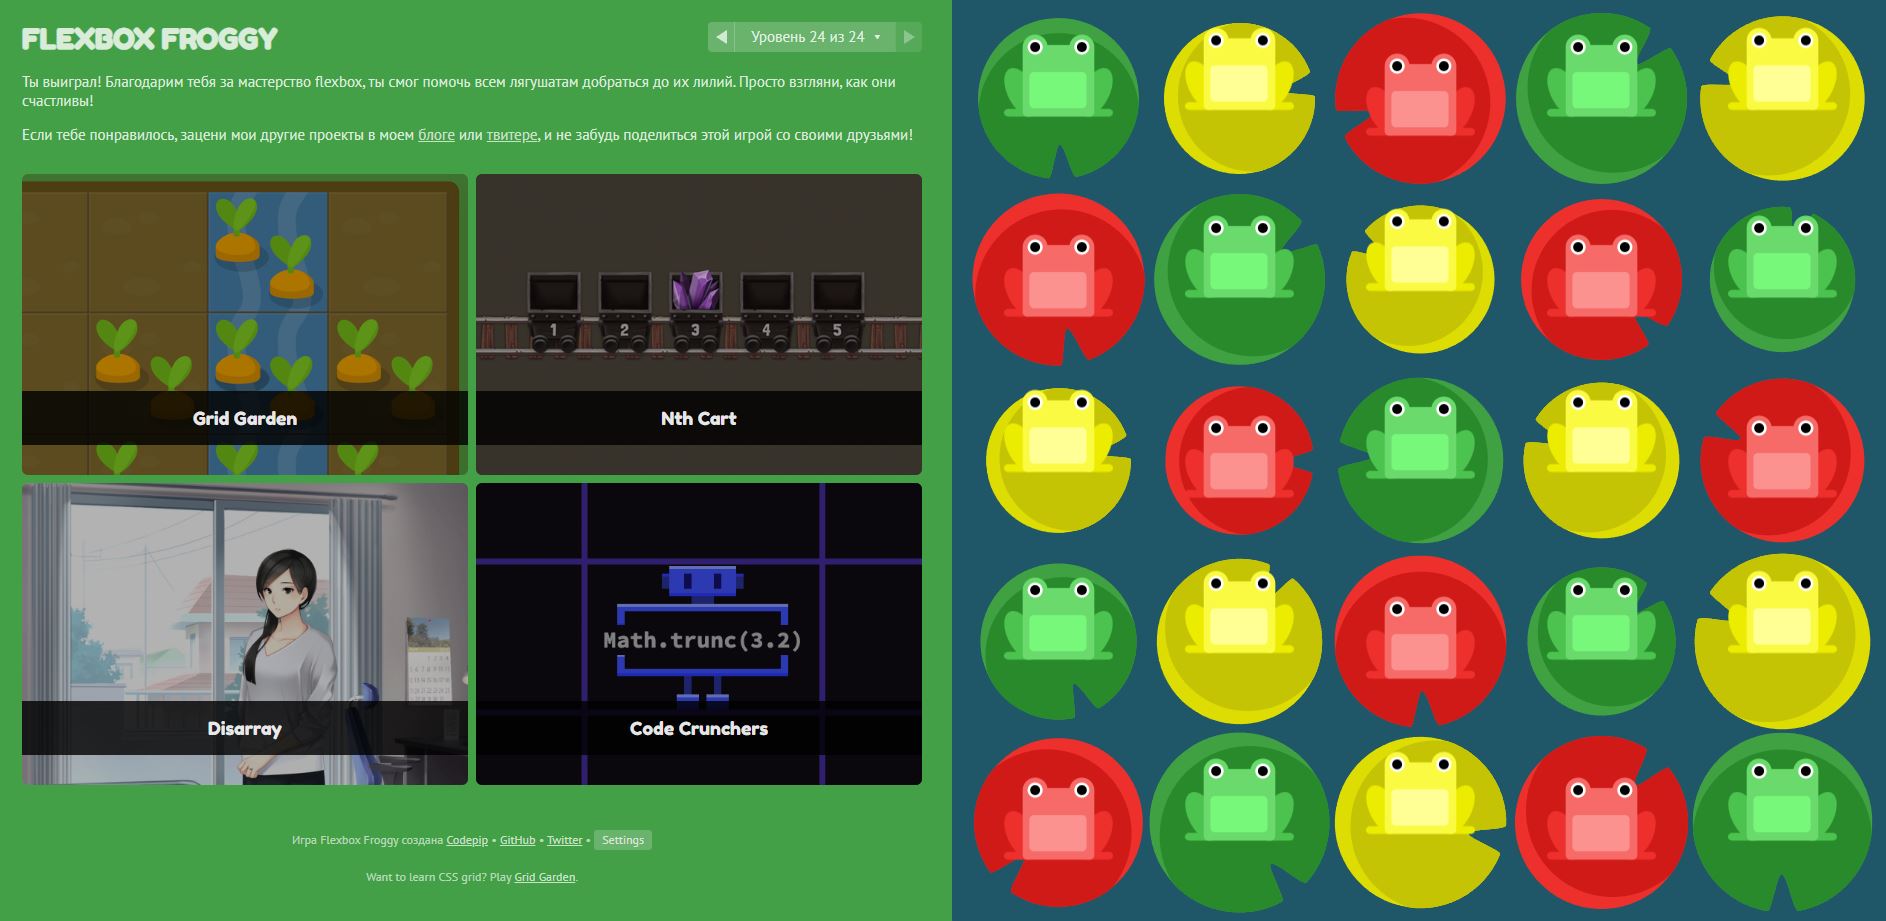 FLEXBOX FROGGY
Уровень 24 из 24
Ты выиграл! Благодарим тебя за мастерство flexbox, ты смог помочь всем лягушатам добраться до их лилий. Просто взгляни, как они
счастливы!
Если тебе понравилось, зацени мои другие проекты в моем блоге или твитере, и не забудь поделиться этой игрой со своими друзьями!
1 2 3 4 5
Grid Garden
Nth Cart
Math.trunc(3.2)
Disarray
Code Crunchers
Игра Flexbox Froggy создана Codepip • GitHub • Twitter • Settings
Want to learn CSS grid? Play Grid Garden.